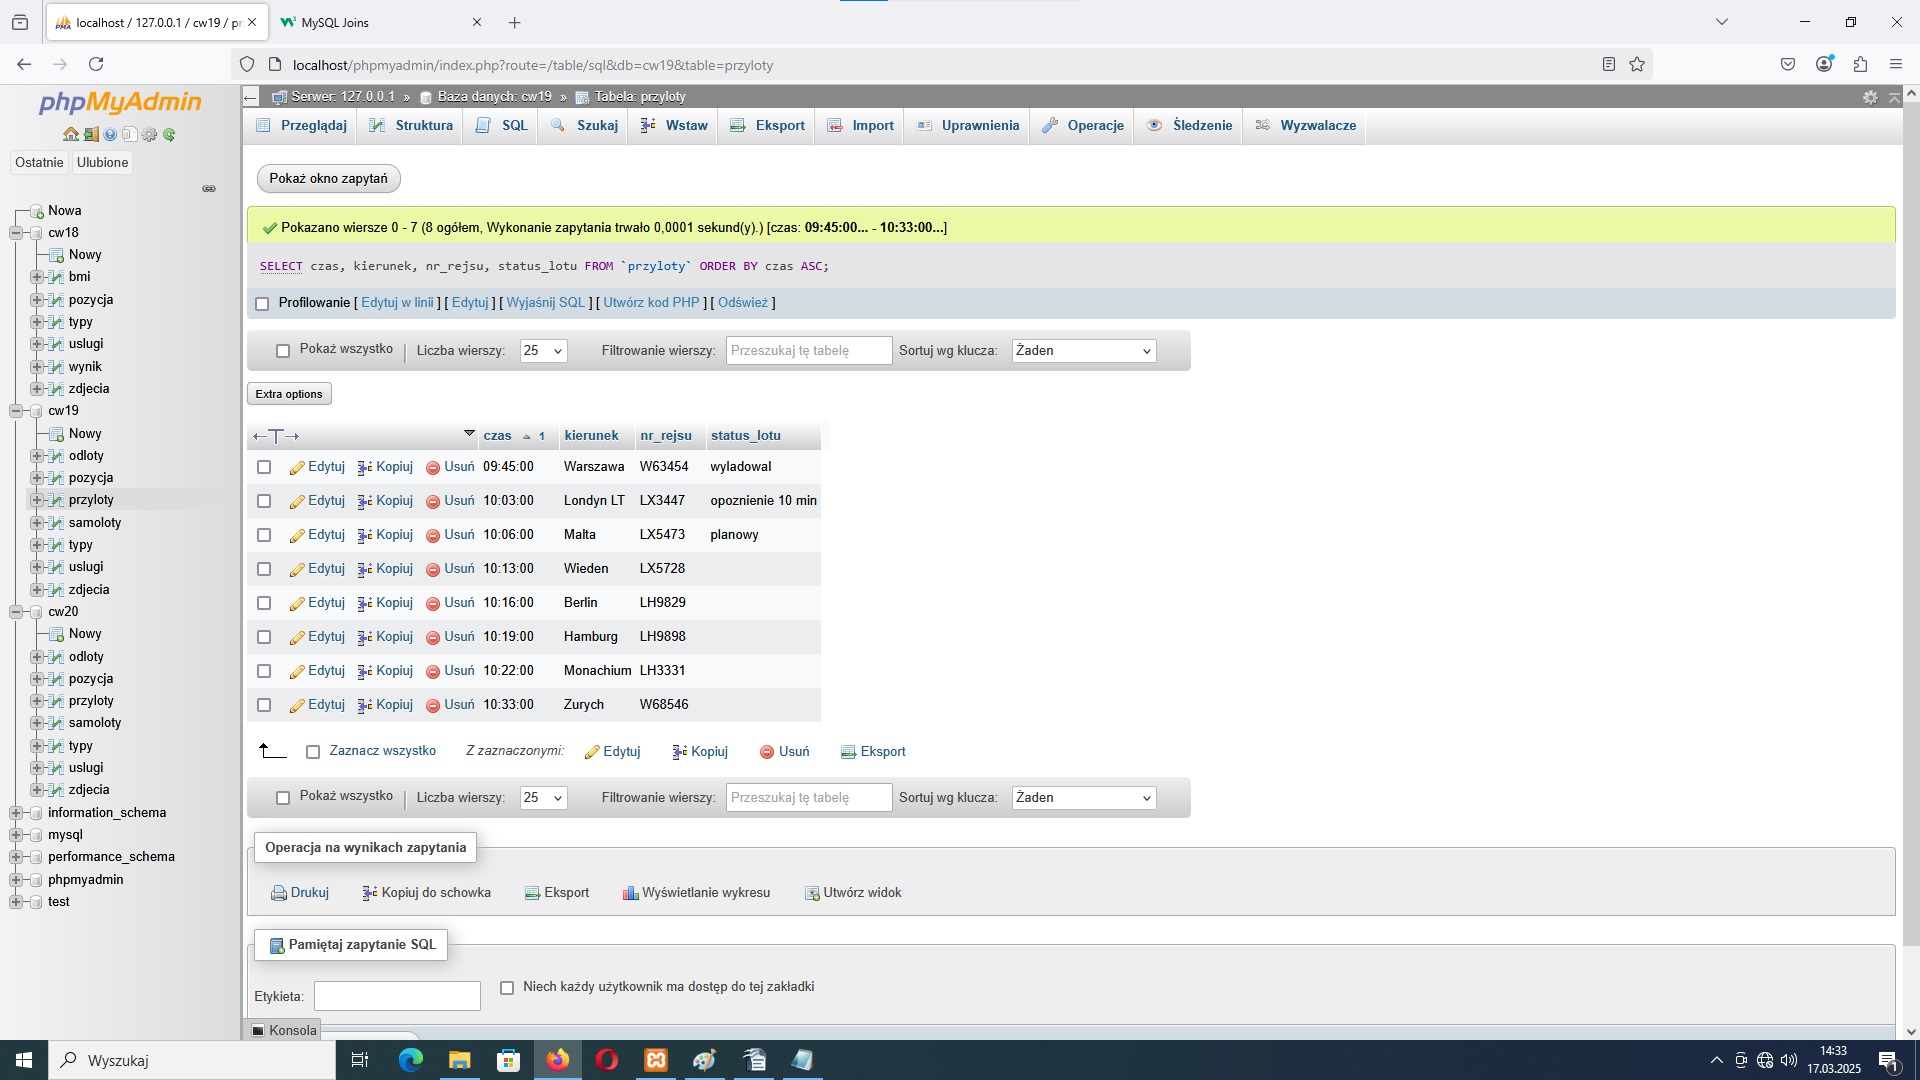 localhost / 127.0.0.1 / cw19 / pr
MySQL Joins
localhost/phpmyadmin/index.php?route=/table/sql&db=cw19&table=przyloty
phpMyAdmin
Ostatnie Ulubione
Nowa
cw18
Nowy
bmi
pozycja
typy
uslugi
wynik
zdjecia
cw19
Nowy
odloty
pozycja
przyloty
samoloty
typy
uslugi
zdjecia
cw20
Nowy
odloty
pozycja
przyloty
samoloty
typy
uslugi
zdjecia
information_schema
mysql
performance_schema
phpmyadmin
test
Serwer: 127.0.0.1 » Baza danych: cw19 » Tabela: przyloty
Przeglądaj Struktura SQL Szukaj Wstaw Eksport Import Uprawnienia Operacje Śledzenie Wyzwalacze
Pokaż okno zapytań
Pokazano wiersze 0 - 7 (8 ogółem, Wykonanie zapytania trwało 0,0001 sekund(y).) [czas: 09:45:00... - 10:33:00...]
SELECT czas, kierunek, nr_rejsu, status_lotu FROM `przyloty` ORDER BY czas ASC;
Profilowanie [ Edytuj w linii ] [ Edytuj ] [ Wyjaśnij SQL ] [ Utwórz kod PHP ] [ Odśwież ]
Pokaż wszystko Liczba wierszy: 25 Filtrowanie wierszy: Przeszukaj tę tabelę Sortuj wg klucza: Żaden
Extra options
czas 1 kierunek nr_rejsu status_lotu
Edytuj Kopiuj Usuń 09:45:00 Warszawa W63454 wyladowal
Edytuj Kopiuj Usuń 10:03:00 Londyn LT LX3447 opoznienie 10 min
Edytuj Kopiuj Usuń 10:06:00 Malta LX5473 planowy
Edytuj Kopiuj Usuń 10:13:00 Wieden LX5728
Edytuj Kopiuj Usuń 10:16:00 Berlin LH9829
Edytuj Kopiuj Usuń 10:19:00 Hamburg LH9898
Edytuj Kopiuj Usuń 10:22:00 Monachium LH3331
Edytuj Kopiuj Usuń 10:33:00 Zurych W68546
Zaznacz wszystko Z zaznaczonymi: Edytuj Kopiuj Usuń Eksport
Pokaż wszystko Liczba wierszy: 25 Filtrowanie wierszy: Przeszukaj tę tabelę Sortuj wg klucza: Żaden
Operacja na wynikach zapytania
Drukuj Kopiuj do schowka Eksport Wyświetlanie wykresu Utwórz widok
Pamiętaj zapytanie SQL
Etykieta: Niech każdy użytkownik ma dostęp do tej zakładki
Konsola
Wyszukaj
14:33
17.03.2025
1